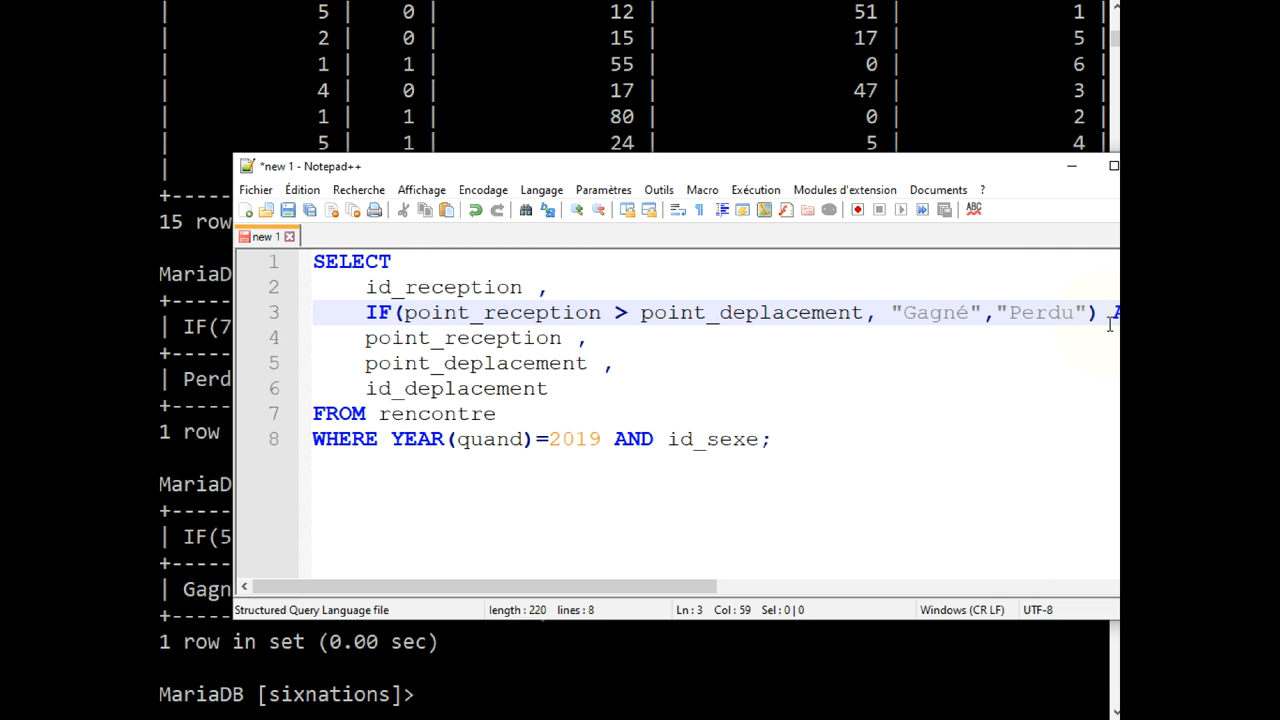 | 5 | 0 | 12 | 51 | 1 |
| 2 | 0 | 15 | 17 | 5 |
| 1 | 1 | 55 | 0 | 6 |
| 4 | 0 | 17 | 47 | 3 |
| 1 | 1 | 80 | 0 | 2 |
| 5 | 1 | 24 | 5 | 4 |
*new 1 - Notepad++
Fichier Édition Recherche Affichage Encodage Langage Paramètres Outils Macro Exécution Modules d'extension Documents ?
new 1
1 SELECT
2 id_reception ,
3 IF(point_reception > point_deplacement, "Gagné","Perdu") A
4 point_reception ,
5 point_deplacement ,
6 id_deplacement
7 FROM rencontre
8 WHERE YEAR(quand)=2019 AND id_sexe;
Structured Query Language file length : 220 lines : 8 Ln : 3 Col : 59 Sel : 0 | 0 Windows (CR LF) UTF-8
|
+-----
15 row
MariaD
+-----
| IF(7
+-----
| Perd
+-----
1 row
MariaD
+-----
| IF(5
+-----
| Gagn
+-----
1 row in set (0.00 sec)
MariaDB [sixnations]>